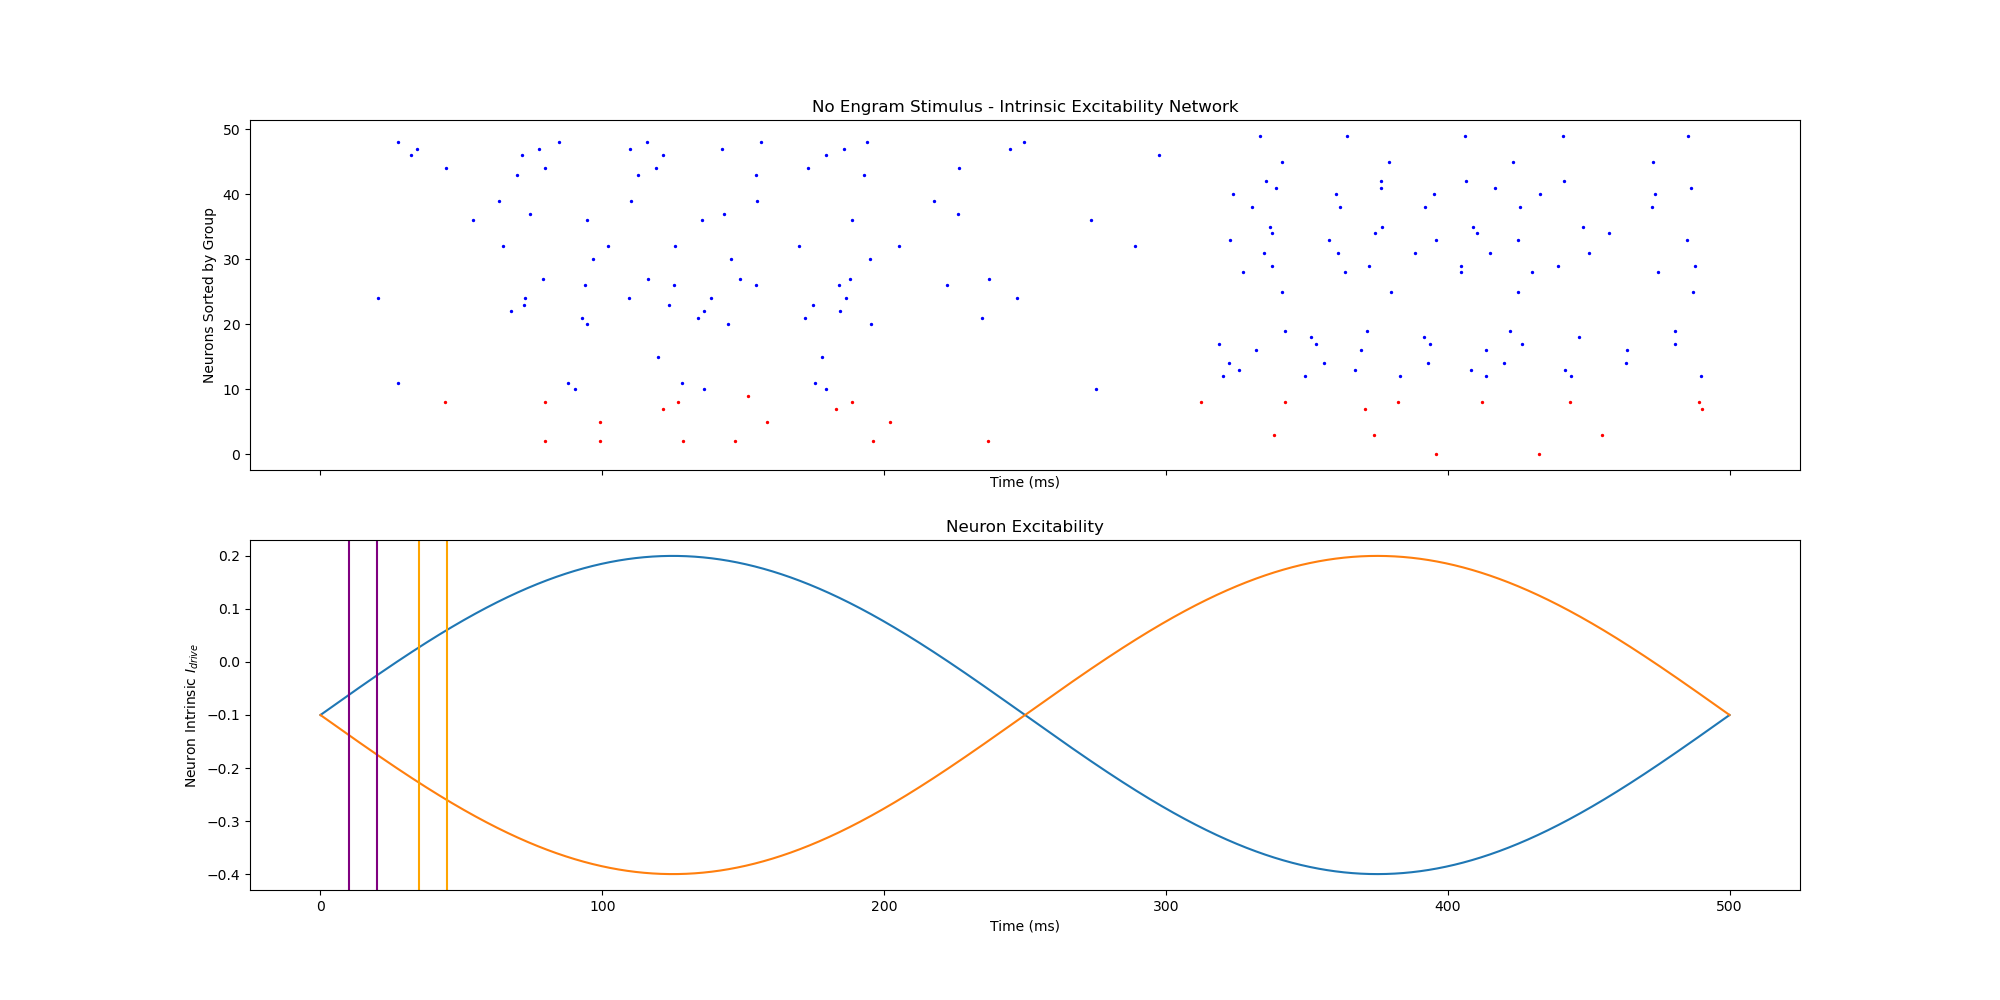 No Engram Stimulus - Intrinsic Excitability Network
50
40
30
20
10
0
Neurons Sorted by Group
Time (ms)
Neuron Excitability
0.2
0.1
0.0
−0.1
−0.2
−0.3
−0.4
Neuron Intrinsic I_drive
0 100 200 300 400 500
Time (ms)